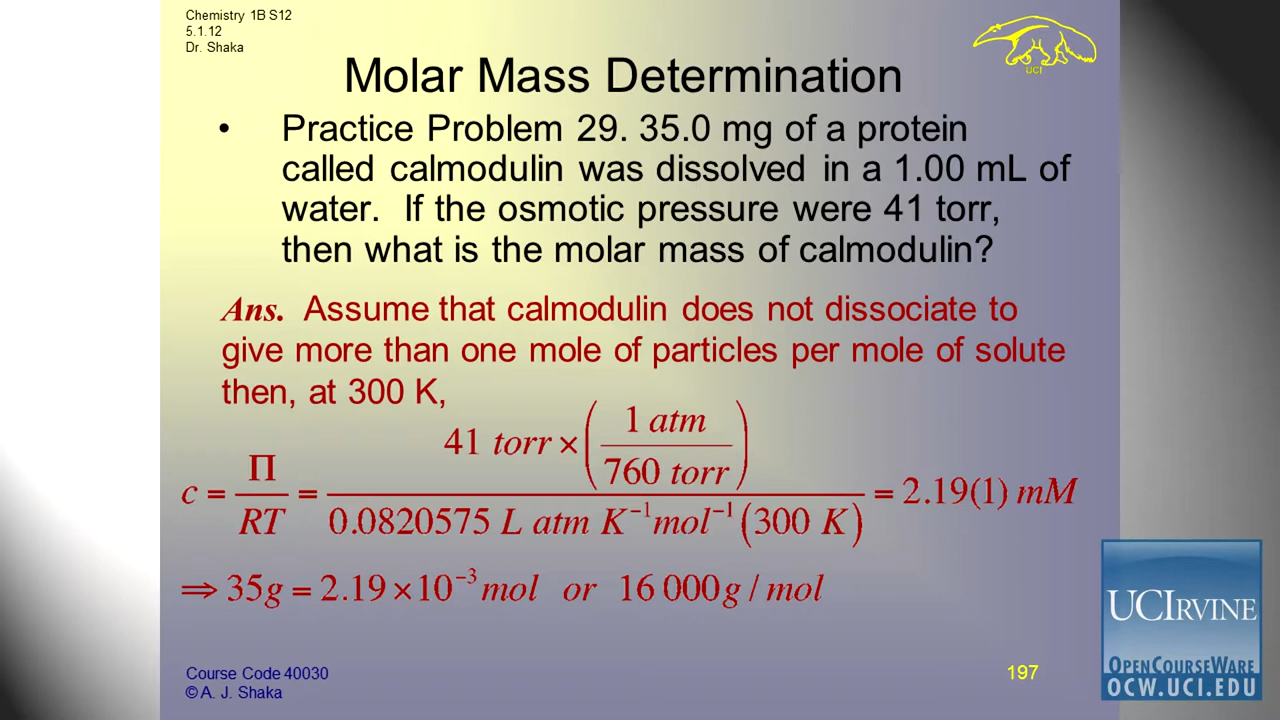 Chemistry 1B S12
5.1.12
Dr. Shaka
UCI
Molar Mass Determination
• Practice Problem 29. 35.0 mg of a protein
called calmodulin was dissolved in a 1.00 mL of
water. If the osmotic pressure were 41 torr,
then what is the molar mass of calmodulin?
Ans. Assume that calmodulin does not dissociate to
give more than one mole of particles per mole of solute
then, at 300 K,
c = Π / RT = 41 torr × (1 atm / 760 torr) / 0.0820575 L atm K⁻¹mol⁻¹(300 K) = 2.19(1) mM
⇒ 35g = 2.19 × 10⁻³ mol or 16 000g / mol
UCIRVINE
OPENCOURSEWARE
OCW.UCI.EDU
Course Code 40030
© A. J. Shaka
197